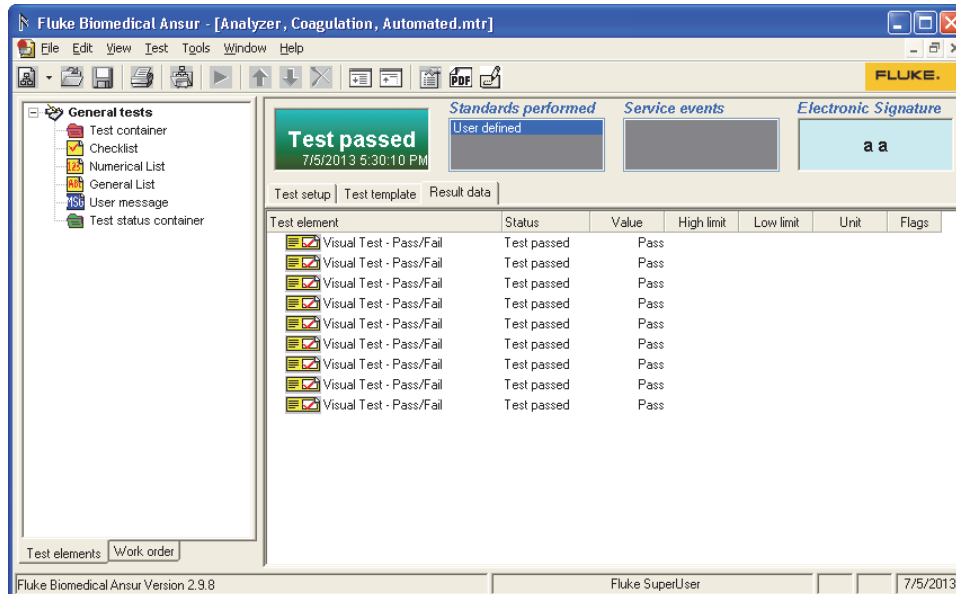 Fluke Biomedical Ansur - [Analyzer, Coagulation, Automated.mtr]
File Edit View Test Tools Window Help
PDF
FLUKE.
General tests
Test container
Checklist
123 Numerical List
General List
MSG User message
Test status container
Test elements Work order
Test passed
7/5/2013 5:30:10 PM
Standards performed Service events Electronic Signature
User defined
a a
Test setup Test template Result data
Test element Status Value High limit Low limit Unit Flags
Visual Test - Pass/Fail Test passed Pass
Visual Test - Pass/Fail Test passed Pass
Visual Test - Pass/Fail Test passed Pass
Visual Test - Pass/Fail Test passed Pass
Visual Test - Pass/Fail Test passed Pass
Visual Test - Pass/Fail Test passed Pass
Visual Test - Pass/Fail Test passed Pass
Visual Test - Pass/Fail Test passed Pass
Visual Test - Pass/Fail Test passed Pass
Fluke Biomedical Ansur Version 2.9.8 Fluke SuperUser 7/5/2013